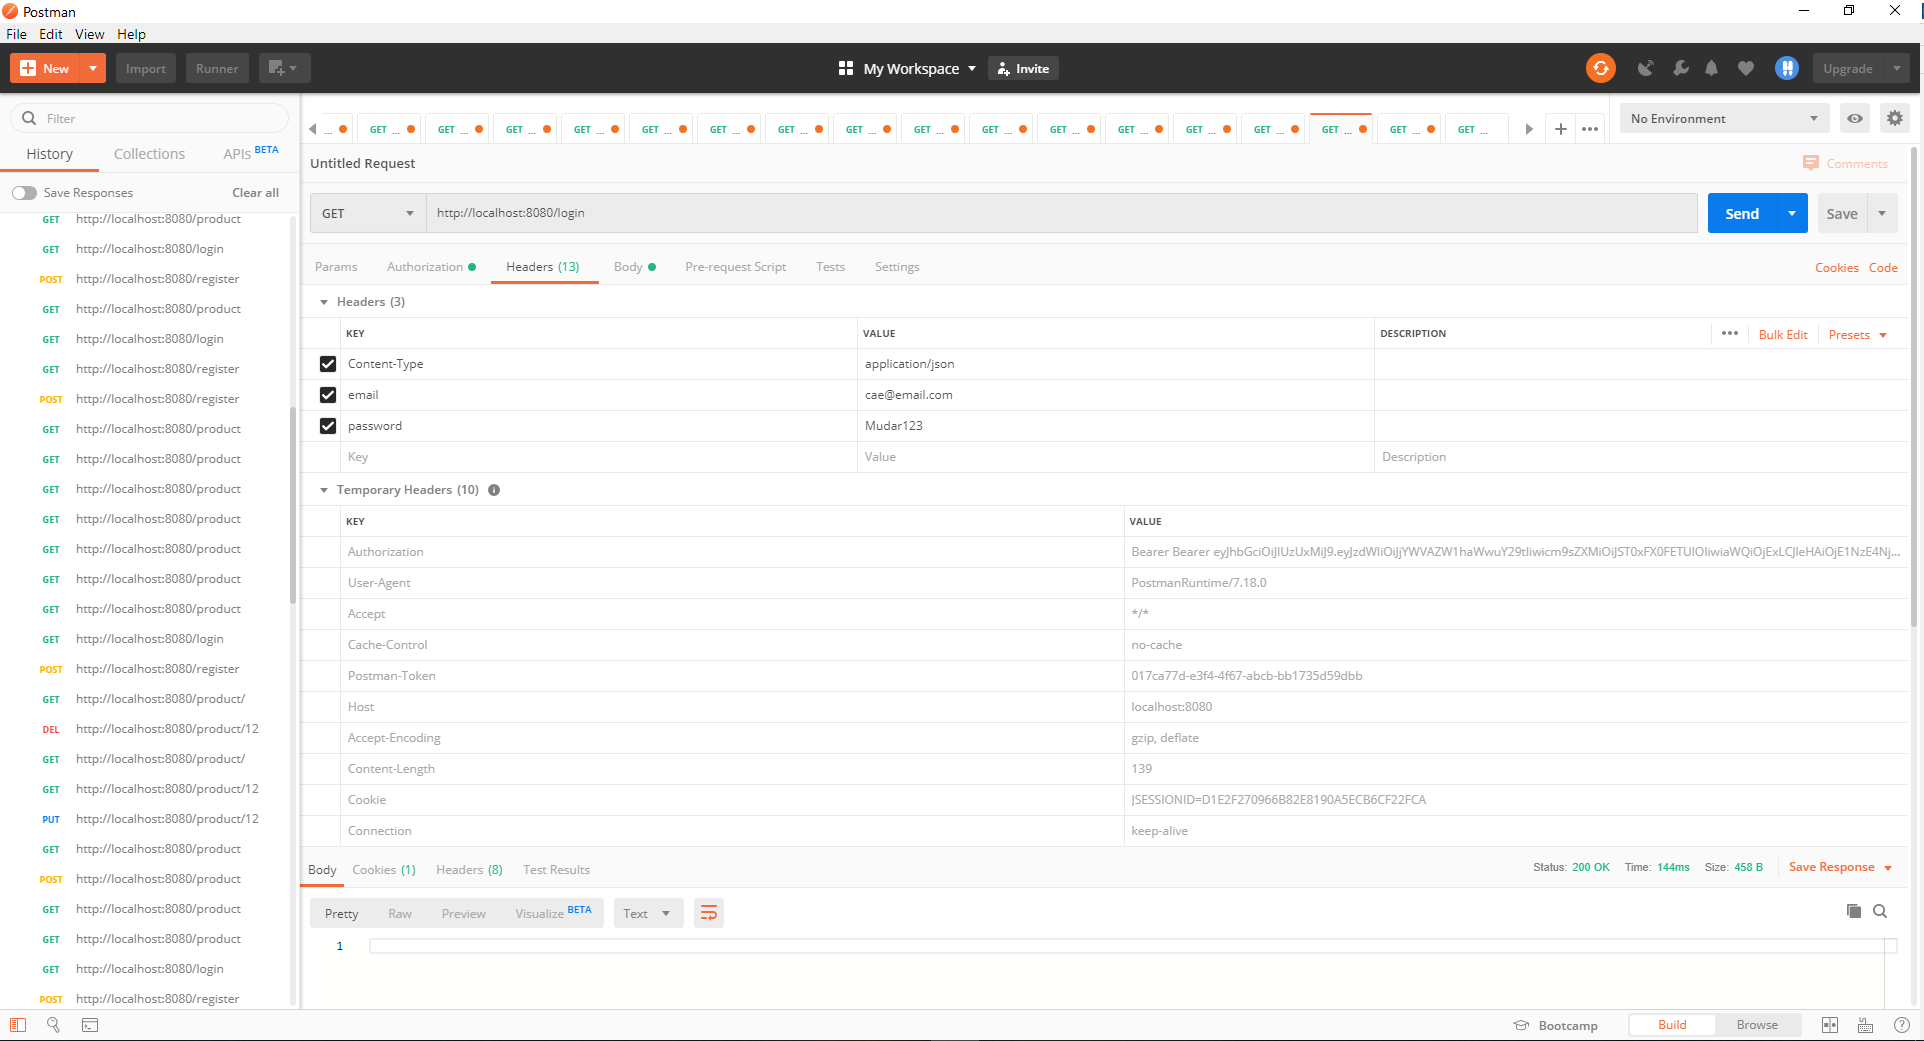 Postman
File Edit View Help
New Import Runner My Workspace Invite Upgrade
Filter
History Collections APIs BETA
Save Responses Clear all
GET http://localhost:8080/product
GET http://localhost:8080/login
POST http://localhost:8080/register
GET http://localhost:8080/product
GET http://localhost:8080/login
GET http://localhost:8080/register
POST http://localhost:8080/register
GET http://localhost:8080/product
GET http://localhost:8080/product
GET http://localhost:8080/product
GET http://localhost:8080/product
GET http://localhost:8080/product
GET http://localhost:8080/product
GET http://localhost:8080/product
GET http://localhost:8080/login
POST http://localhost:8080/register
GET http://localhost:8080/product/
DEL http://localhost:8080/product/12
GET http://localhost:8080/product/
GET http://localhost:8080/product/12
PUT http://localhost:8080/product/12
GET http://localhost:8080/product
POST http://localhost:8080/product
GET http://localhost:8080/product
GET http://localhost:8080/product
GET http://localhost:8080/login
POST http://localhost:8080/register
... GET ... GET ... GET ... GET ... GET ... GET ... GET ... GET ... GET ... GET ... GET ... GET ... GET ... GET ... GET ... GET ... GET ...
No Environment
Untitled Request
Comments
GET http://localhost:8080/login Send Save
Params Authorization Headers (13) Body Pre-request Script Tests Settings Cookies Code
Headers (3)
KEY VALUE DESCRIPTION ••• Bulk Edit Presets
Content-Type application/json
email cae@email.com
password Mudar123
Key Value Description
Temporary Headers (10)
KEY VALUE
Authorization Bearer Bearer eyJhbGciOiJIUzUxMiJ9.eyJzdWIiOiJjYWVAZW1haWwuY29tIiwicm9sZXMiOiJST0xFX0FETUlOIiwiaWQiOjExLCJleHAiOjE1NzE4Nj...
User-Agent PostmanRuntime/7.18.0
Accept */*
Cache-Control no-cache
Postman-Token 017ca77d-e3f4-4f67-abcb-bb1735d59dbb
Host localhost:8080
Accept-Encoding gzip, deflate
Content-Length 139
Cookie JSESSIONID=D1E2F270966B82E8190A5ECB6CF22FCA
Connection keep-alive
Body Cookies (1) Headers (8) Test Results Status: 200 OK Time: 144ms Size: 458 B Save Response
Pretty Raw Preview Visualize BETA Text
1
Bootcamp Build Browse